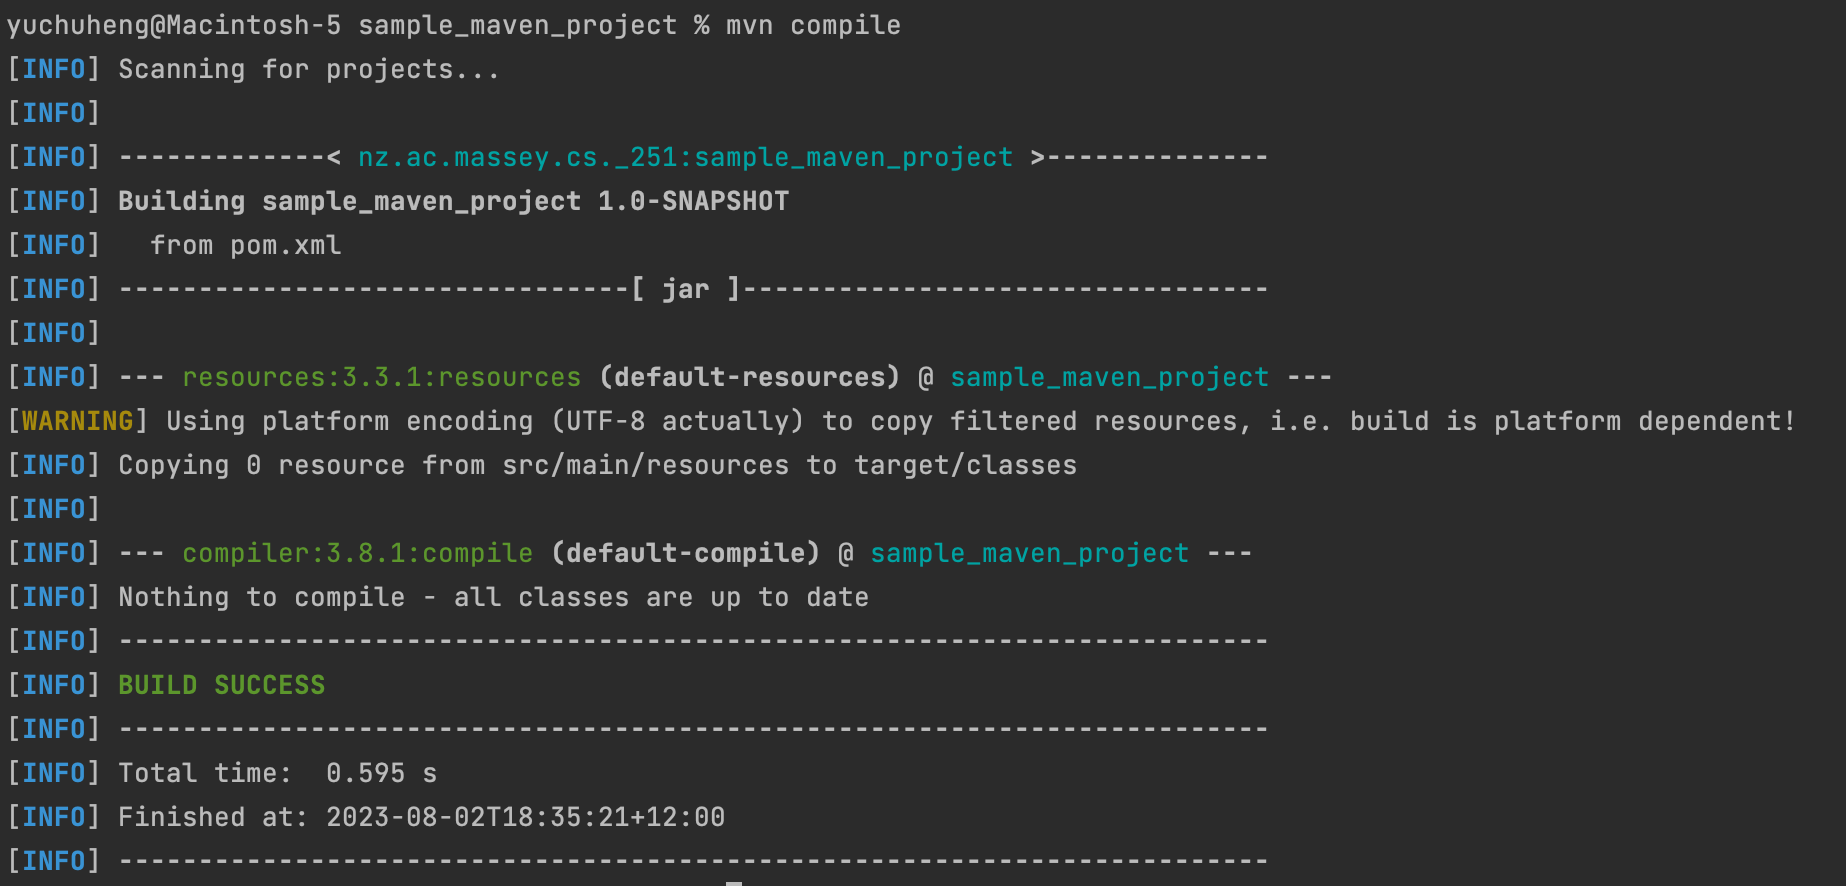 yuchuheng@Macintosh-5 sample_maven_project % mvn compile
[INFO] Scanning for projects...
[INFO]
[INFO] -------------< nz.ac.massey.cs._251:sample_maven_project >--------------
[INFO] Building sample_maven_project 1.0-SNAPSHOT
[INFO]   from pom.xml
[INFO] --------------------------------[ jar ]---------------------------------
[INFO]
[INFO] --- resources:3.3.1:resources (default-resources) @ sample_maven_project ---
[WARNING] Using platform encoding (UTF-8 actually) to copy filtered resources, i.e. build is platform dependent!
[INFO] Copying 0 resource from src/main/resources to target/classes
[INFO]
[INFO] --- compiler:3.8.1:compile (default-compile) @ sample_maven_project ---
[INFO] Nothing to compile - all classes are up to date
[INFO] ------------------------------------------------------------------------
[INFO] BUILD SUCCESS
[INFO] ------------------------------------------------------------------------
[INFO] Total time:  0.595 s
[INFO] Finished at: 2023-08-02T18:35:21+12:00
[INFO] ------------------------------------------------------------------------